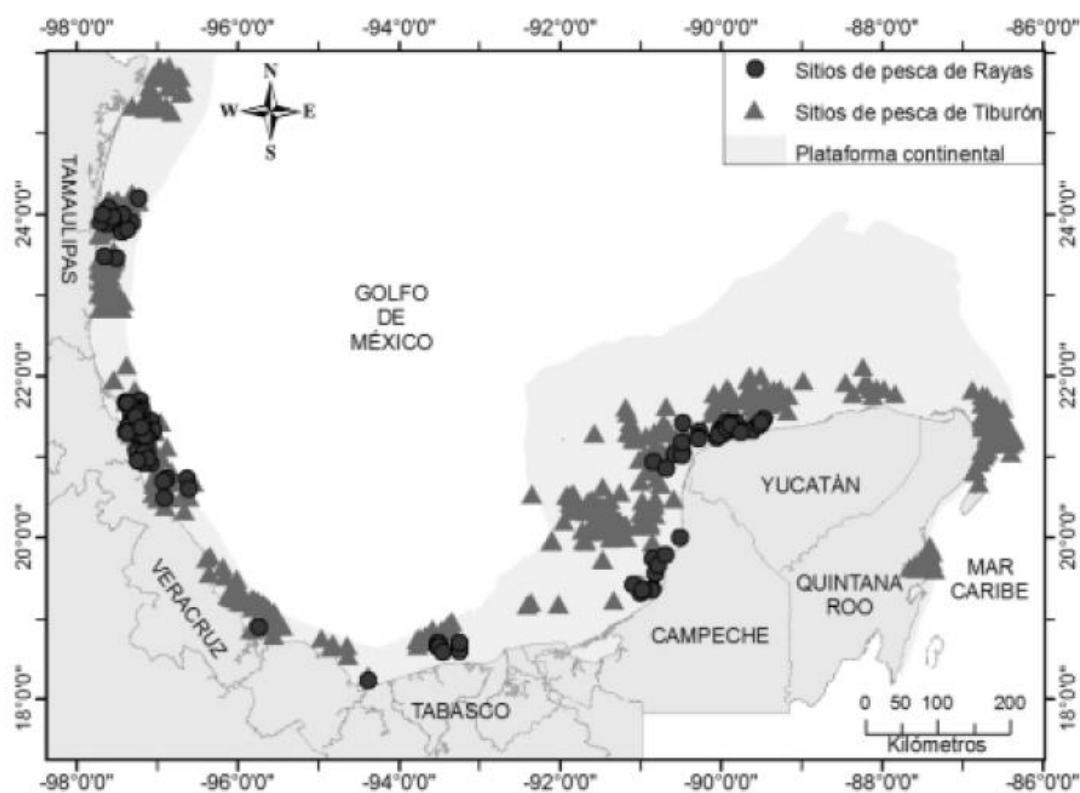 -98°0'0" -96°0'0" -94°0'0" -92°0'0" -90°0'0" -88°0'0" -86°0'0"
N
W E
S
Sitios de pesca de Rayas
Sitios de pesca de Tiburón
Plataforma continental
TAMAULIPAS
24°0'0" 24°0'0"
GOLFO
DE
MÉXICO
22°0'0" 22°0'0"
YUCATÁN
20°0'0" 20°0'0"
VERACRUZ
QUINTANA
ROO
MAR
CARIBE
CAMPECHE
TABASCO
18°0'0" 18°0'0"
0 50 100 200
Kilómetros
-98°0'0" -96°0'0" -94°0'0" -92°0'0" -90°0'0" -88°0'0" -86°0'0"